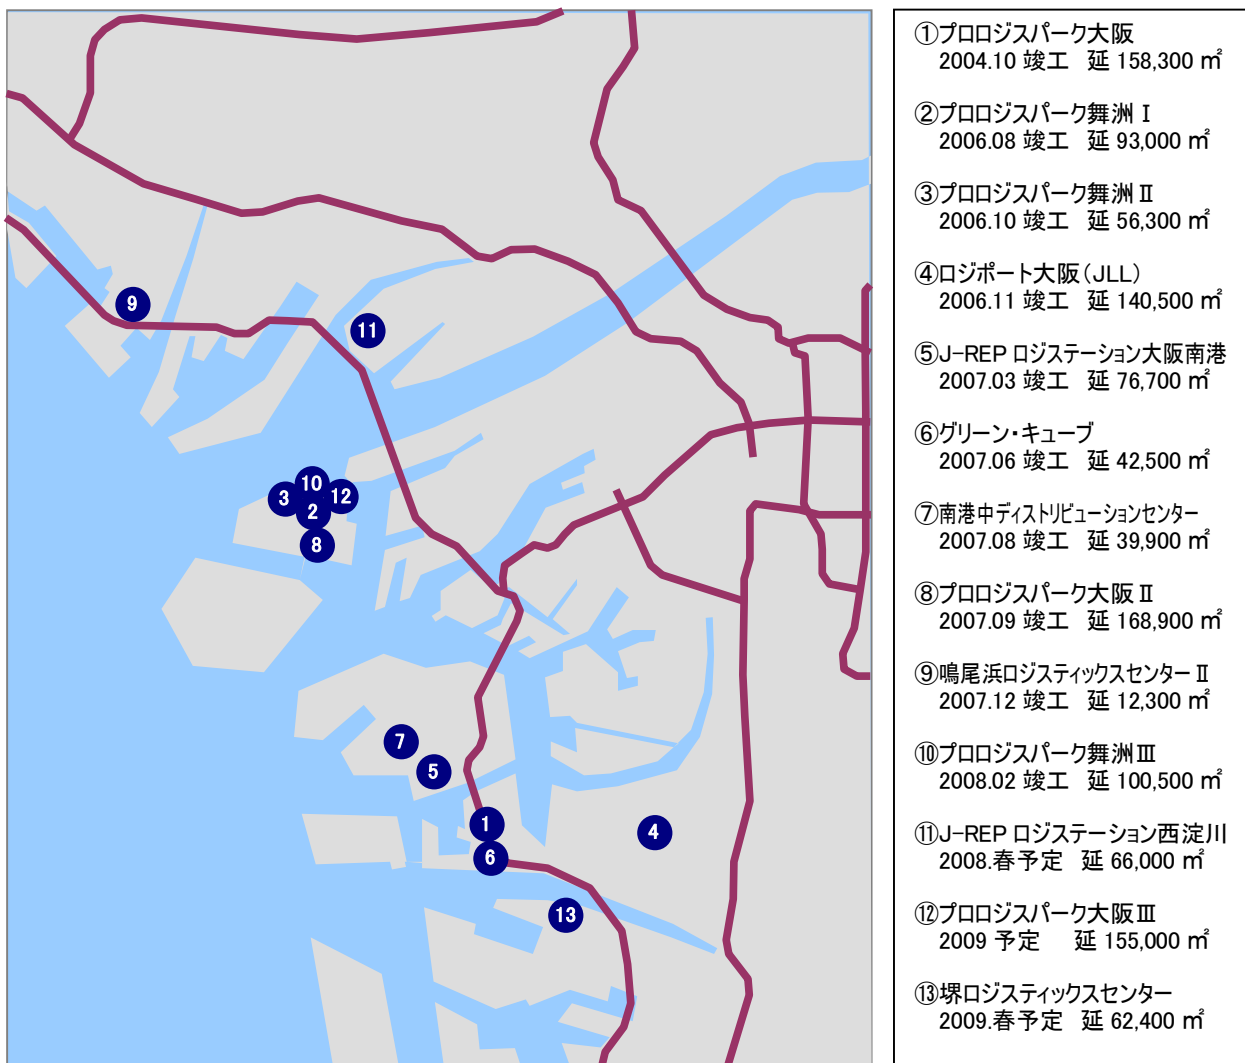 ①プロロジスパーク大阪
2004.10 竣工 延 158,300 ㎡
②プロロジスパーク舞洲Ⅰ
2006.08 竣工 延 93,000 ㎡
③プロロジスパーク舞洲Ⅱ
2006.10 竣工 延 56,300 ㎡
④ロジポート大阪(JLL)
2006.11 竣工 延 140,500 ㎡
⑤J-REP ロジステーション大阪南港
2007.03 竣工 延 76,700 ㎡
⑥グリーン・キューブ
2007.06 竣工 延 42,500 ㎡
⑦南港中ディストリビューションセンター
2007.08 竣工 延 39,900 ㎡
⑧プロロジスパーク大阪Ⅱ
2007.09 竣工 延 168,900 ㎡
⑨鳴尾浜ロジスティックスセンターⅡ
2007.12 竣工 延 12,300 ㎡
⑩プロロジスパーク舞洲Ⅲ
2008.02 竣工 延 100,500 ㎡
⑪J-REP ロジステーション西淀川
2008.春予定 延 66,000 ㎡
⑫プロロジスパーク大阪Ⅲ
2009 予定 延 155,000 ㎡
⑬堺ロジスティックスセンター
2009.春予定 延 62,400 ㎡
9
11
10
3
12
2
8
7
5
1
4
6
13